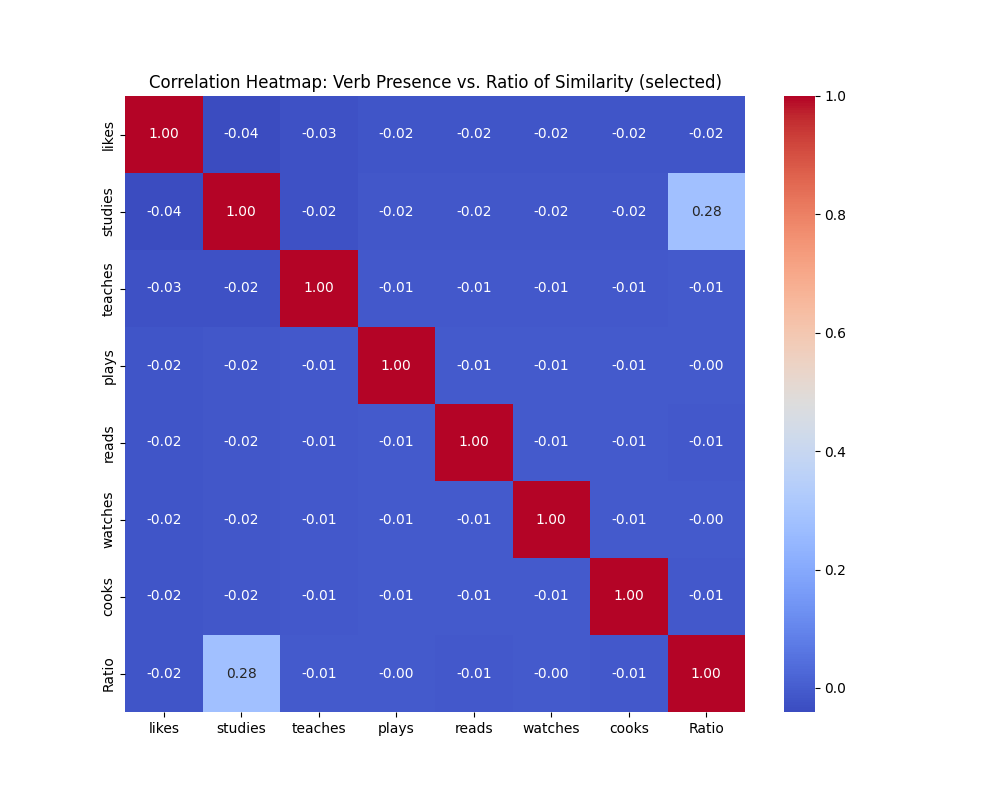 Correlation Heatmap: Verb Presence vs. Ratio of Similarity (selected)
likes 1.00 -0.04 -0.03 -0.02 -0.02 -0.02 -0.02 -0.02
studies -0.04 1.00 -0.02 -0.02 -0.02 -0.02 -0.02 0.28
teaches -0.03 -0.02 1.00 -0.01 -0.01 -0.01 -0.01 -0.01
plays -0.02 -0.02 -0.01 1.00 -0.01 -0.01 -0.01 -0.00
reads -0.02 -0.02 -0.01 -0.01 1.00 -0.01 -0.01 -0.01
watches -0.02 -0.02 -0.01 -0.01 -0.01 1.00 -0.01 -0.00
cooks -0.02 -0.02 -0.01 -0.01 -0.01 -0.01 1.00 -0.01
Ratio -0.02 0.28 -0.01 -0.00 -0.01 -0.00 -0.01 1.00
likes studies teaches plays reads watches cooks Ratio
1.0
0.8
0.6
0.4
0.2
0.0